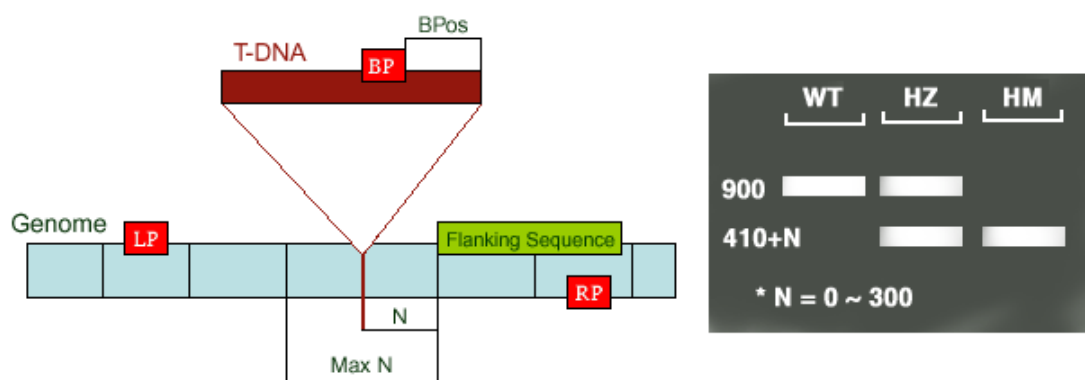 BPos
T-DNA
BP
Genome
LP
Flanking Sequence
RP
N
Max N
WT HZ HM
900
410+N
* N = 0 ~ 300